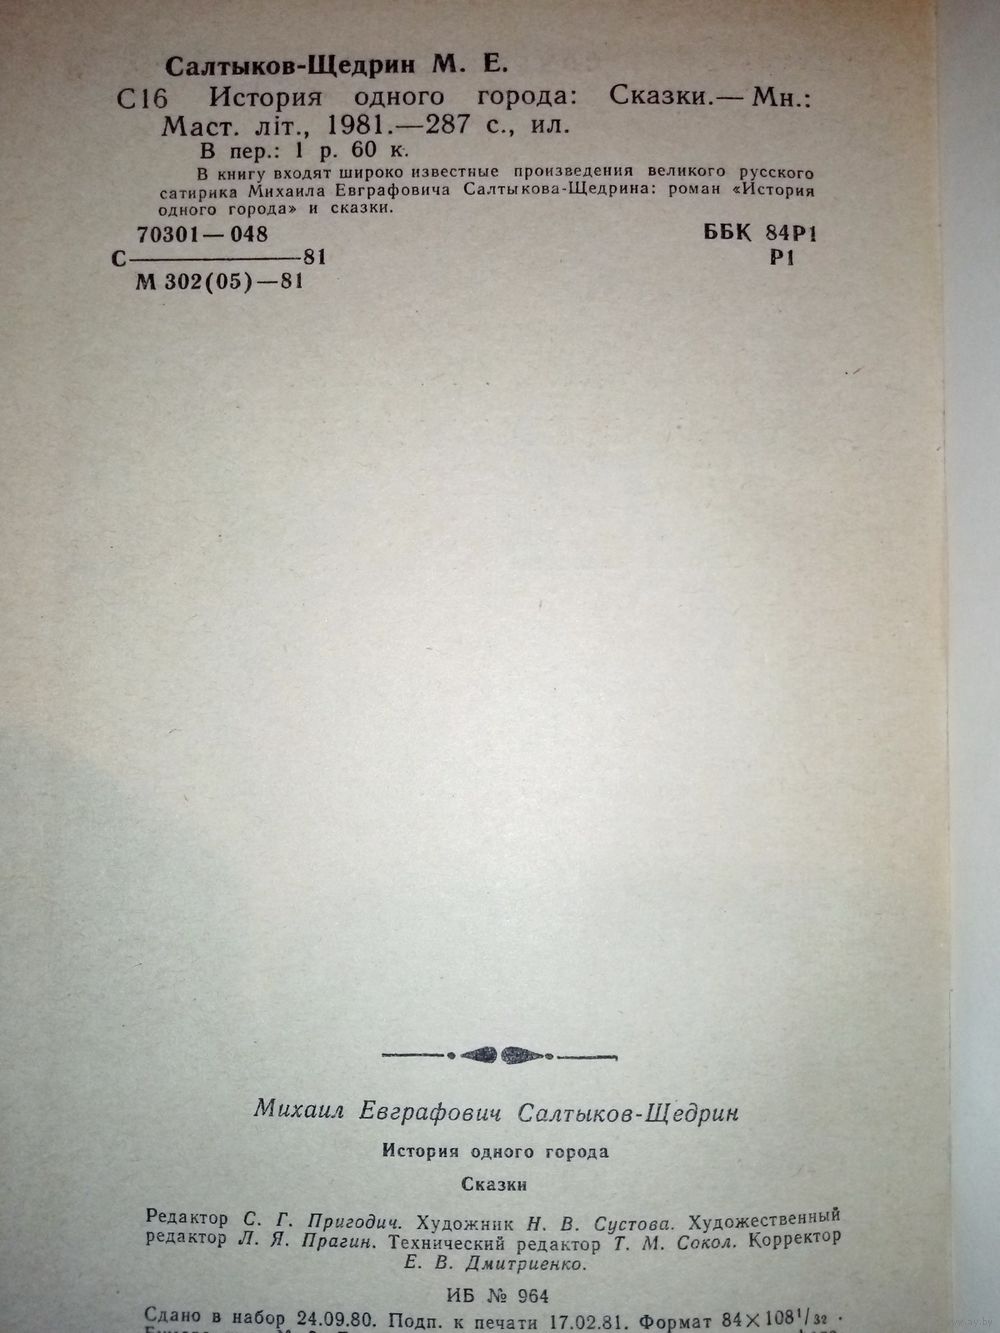 Салтыков-Щедрин М. Е.
С16 История одного города: Сказки.— Мн.:
Маст. літ., 1981.—287 с., ил.
В пер.: 1 р. 60 к.
В книгу входят широко известные произведения великого русского
сатирика Михаила Евграфовича Салтыкова-Щедрина: роман «История
одного города» и сказки.
70301—048
С—81
М 302(05)—81
ББК 84Р1
Р1
Михаил Евграфович Салтыков-Щедрин
История одного города
Сказки
Редактор С. Г. Пригодич. Художник Н. В. Сустова. Художественный
редактор Л. Я. Прагин. Технический редактор Т. М. Сокол. Корректор
Е. В. Дмитриенко.
ИБ № 964
Сдано в набор 24.09.80. Подп. к печати 17.02.81. Формат 84×108¹/₃₂.